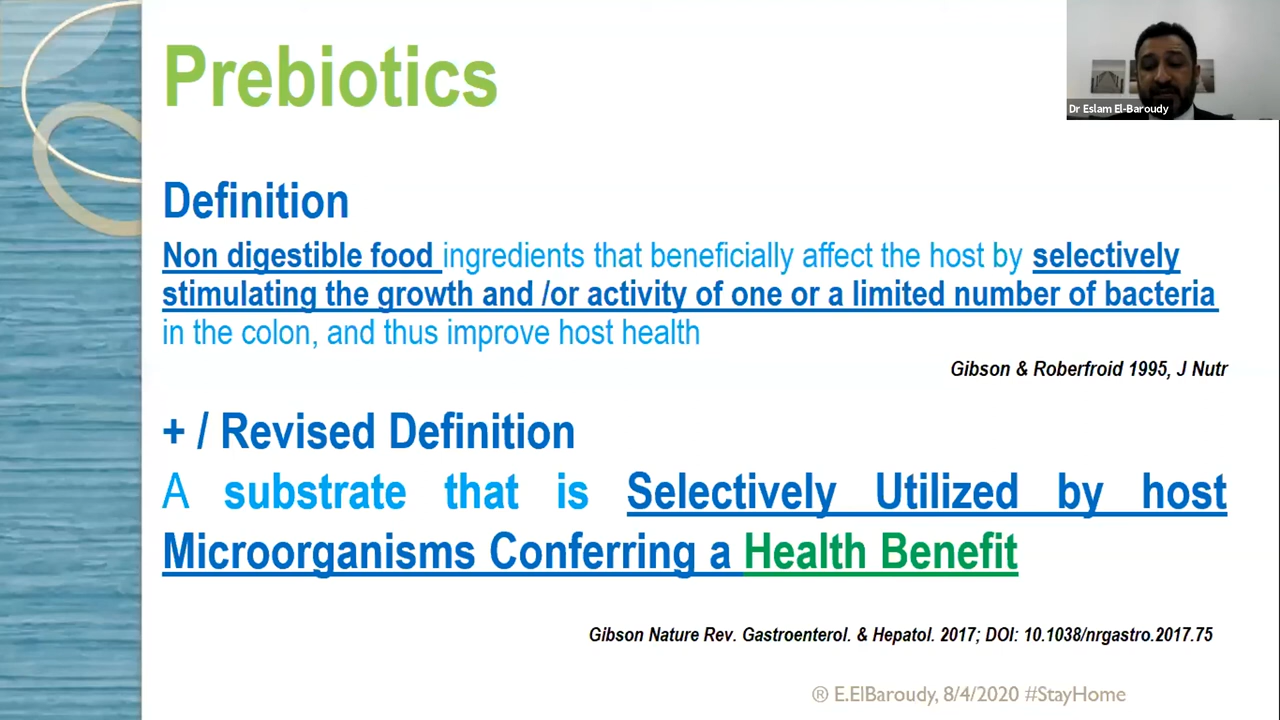 Prebiotics
Dr Eslam El-Baroudy
Definition
Non digestible food ingredients that beneficially affect the host by selectively
stimulating the growth and /or activity of one or a limited number of bacteria
in the colon, and thus improve host health
Gibson & Roberfroid 1995, J Nutr
+ / Revised Definition
A substrate that is Selectively Utilized by host
Microorganisms Conferring a Health Benefit
Gibson Nature Rev. Gastroenterol. & Hepatol. 2017; DOI: 10.1038/nrgastro.2017.75
® E.ElBaroudy, 8/4/2020 #StayHome